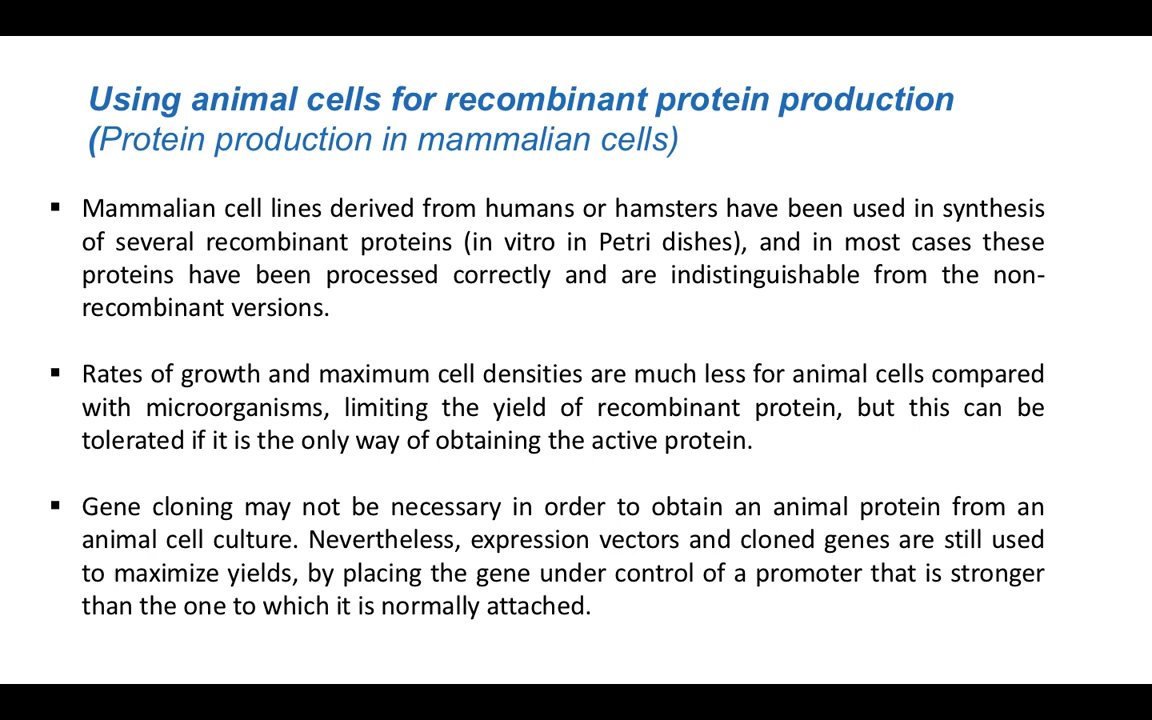 Using animal cells for recombinant protein production
(Protein production in mammalian cells)
▪ Mammalian cell lines derived from humans or hamsters have been used in synthesis
of several recombinant proteins (in vitro in Petri dishes), and in most cases these
proteins have been processed correctly and are indistinguishable from the non-
recombinant versions.
▪ Rates of growth and maximum cell densities are much less for animal cells compared
with microorganisms, limiting the yield of recombinant protein, but this can be
tolerated if it is the only way of obtaining the active protein.
▪ Gene cloning may not be necessary in order to obtain an animal protein from an
animal cell culture. Nevertheless, expression vectors and cloned genes are still used
to maximize yields, by placing the gene under control of a promoter that is stronger
than the one to which it is normally attached.